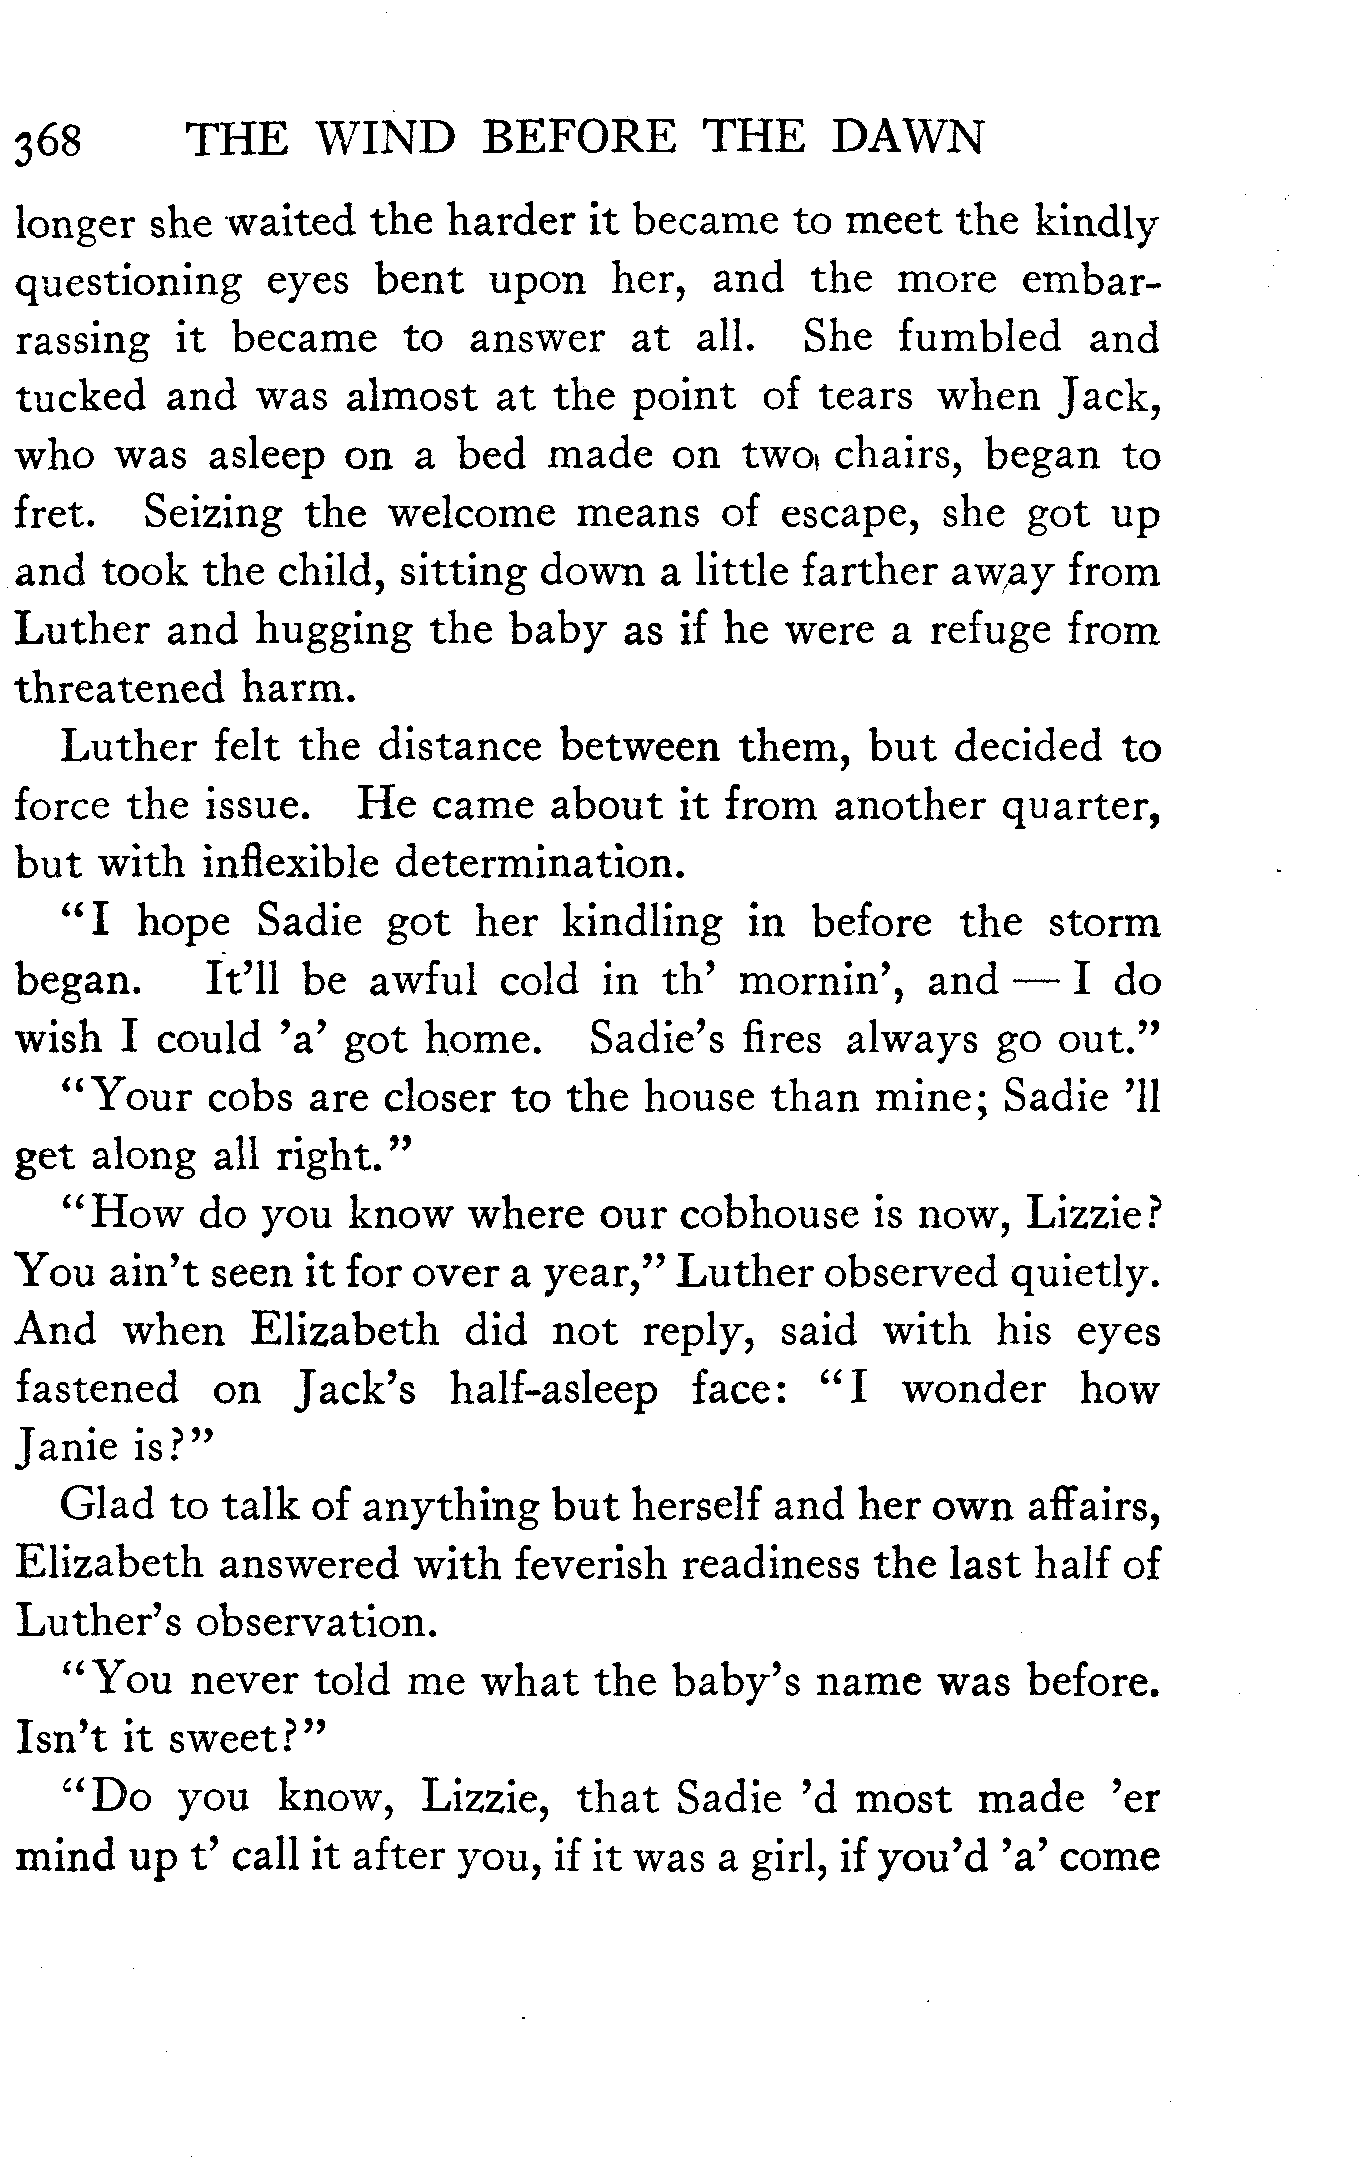 368 THE WIND BEFORE THE DAWN
longer she waited the harder it became to meet the kindly
questioning eyes bent upon her, and the more embar-
rassing it became to answer at all. She fumbled and
tucked and was almost at the point of tears when Jack,
who was asleep on a bed made on two chairs, began to
fret. Seizing the welcome means of escape, she got up
and took the child, sitting down a little farther away from
Luther and hugging the baby as if he were a refuge from
threatened harm.
Luther felt the distance between them, but decided to
force the issue. He came about it from another quarter,
but with inflexible determination.
“I hope Sadie got her kindling in before the storm
began. It’ll be awful cold in th’ mornin’, and — I do
wish I could ’a’ got home. Sadie’s fires always go out.”
“Your cobs are closer to the house than mine; Sadie ’ll
get along all right.”
“How do you know where our cobhouse is now, Lizzie?
You ain’t seen it for over a year,” Luther observed quietly.
And when Elizabeth did not reply, said with his eyes
fastened on Jack’s half-asleep face: “I wonder how
Janie is?”
Glad to talk of anything but herself and her own affairs,
Elizabeth answered with feverish readiness the last half of
Luther’s observation.
“You never told me what the baby’s name was before.
Isn’t it sweet?”
“Do you know, Lizzie, that Sadie ’d most made ’er
mind up t’ call it after you, if it was a girl, if you’d ’a’ come